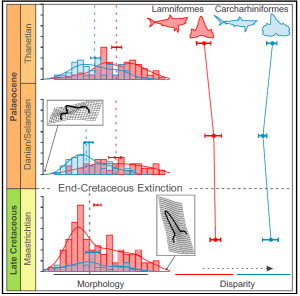 Lamniformes
Carcharhiniformes
Palaeocene
Thanetian
Danian/Selandian
End-Cretaceous Extinction
Late Cretaceous
Maastrichtian
Morphology
Disparity